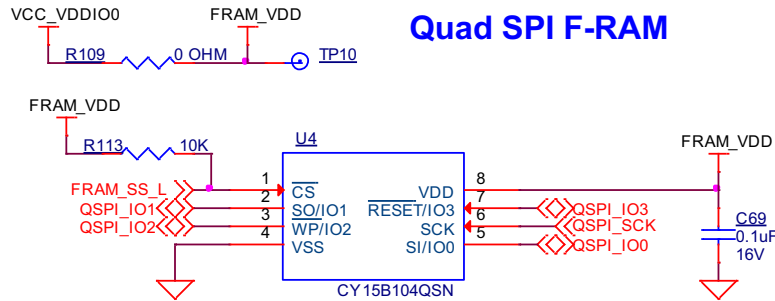 Quad SPI F-RAM
VCC_VDDIO0
FRAM_VDD
R109
0 OHM
TP10
FRAM_VDD
R113
10K
U4
FRAM_VDD
FRAM_SS_L
1
CS
VDD
8
QSPI_IO1
2
SO/IO1
RESET/IO3
7
QSPI_IO3
QSPI_IO2
3
WP/IO2
SCK
6
QSPI_SCK
4
VSS
SI/IO0
5
QSPI_IO0
C69
0.1uF
16V
CY15B104QSN